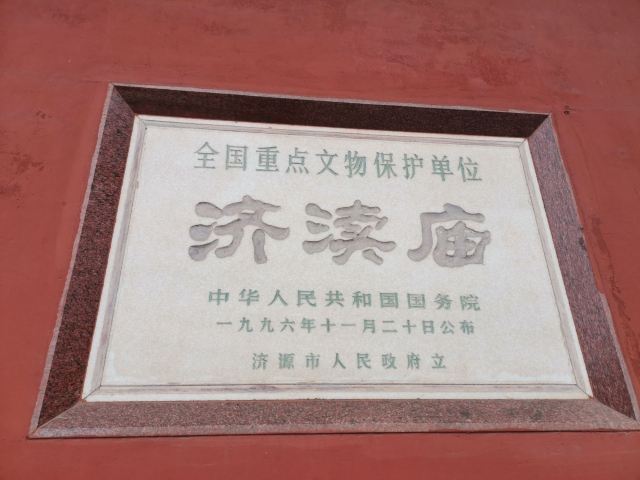 全国重点文物保护单位
济渎庙
中华人民共和国国务院
一九九六年十一月二十日公布
济源市人民政府立